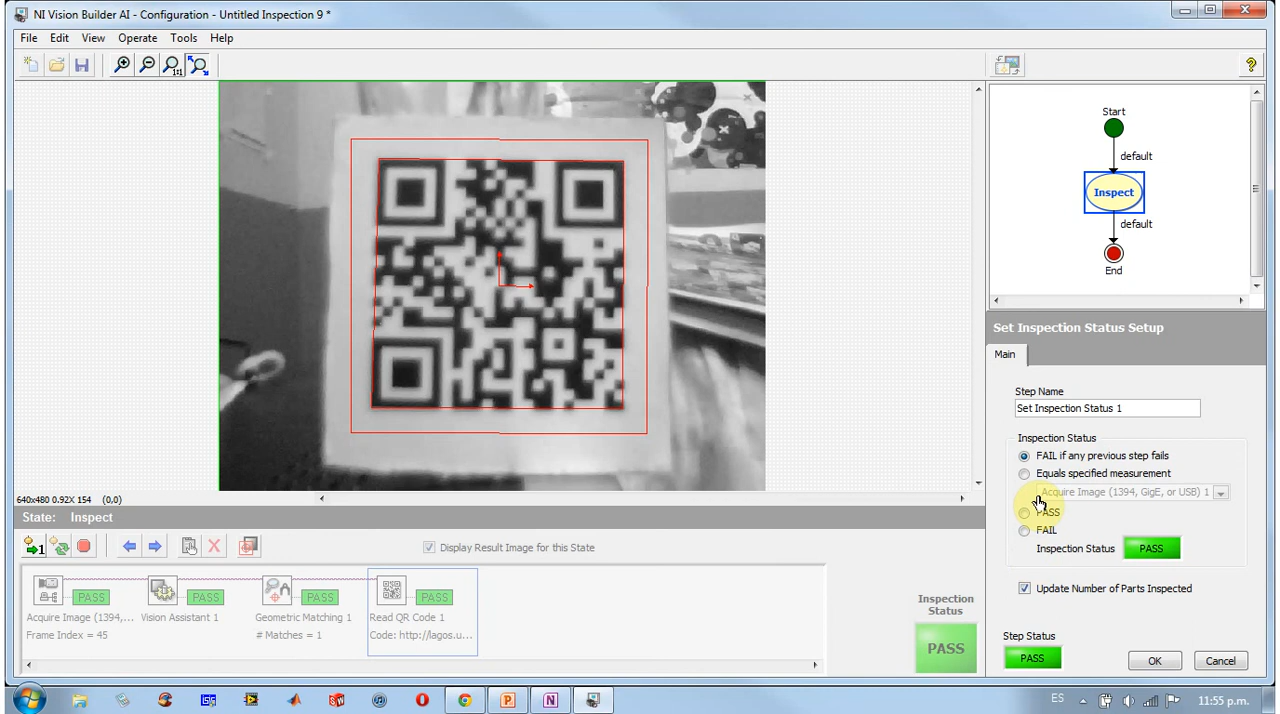 NI Vision Builder AI - Configuration - Untitled Inspection 9 *
File Edit View Operate Tools Help
1:1
?
Start
default
Inspect
default
End
Set Inspection Status Setup
Main
Step Name
Set Inspection Status 1
Inspection Status
FAIL if any previous step fails
Equals specified measurement
Acquire Image (1394, GigE, or USB) 1
PASS
FAIL
Inspection Status PASS
Update Number of Parts Inspected
Step Status
PASS
OK Cancel
640x480 0.92X 154 (0,0)
State: Inspect
1
Display Result Image for this State
PASS PASS PASS PASS
Acquire Image (1394,... Vision Assistant 1 Geometric Matching 1 Read QR Code 1
Frame Index = 45 # Matches = 1 Code: http://lagos.u...
Inspection
Status
PASS
ES 11:55 p.m.